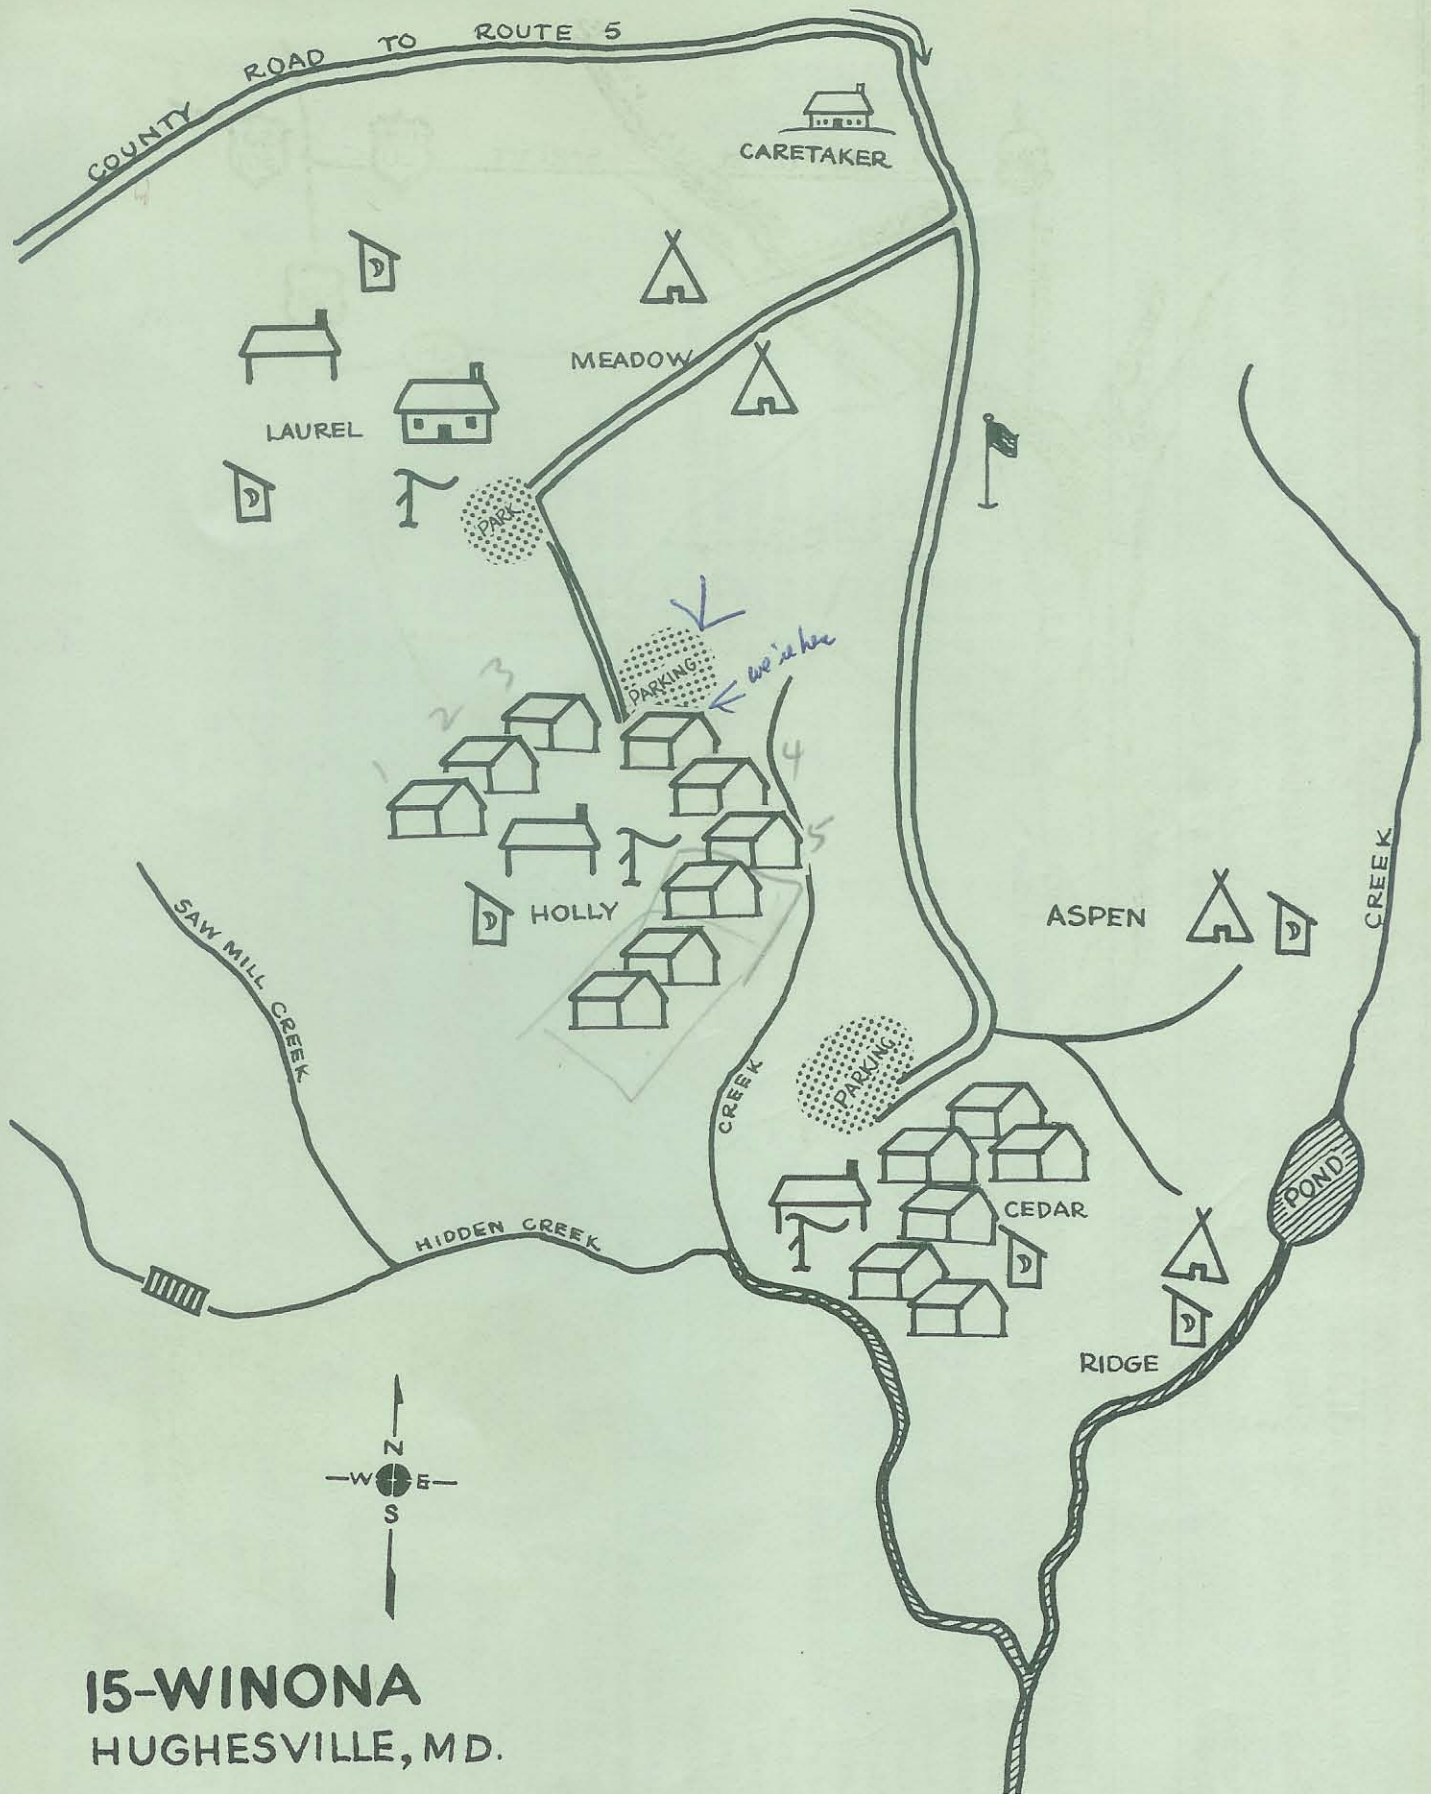 COUNTY ROAD TO ROUTE 5
CARETAKER
MEADOW
LAUREL
PARK.
PARKING
we're here
3
2
1
4
5
HOLLY
ASPEN
CREEK
SAW MILL CREEK
PARKING
CREEK
POND
CEDAR
HIDDEN CREEK
RIDGE
N
W E
S
15-WINONA
HUGHESVILLE, MD.